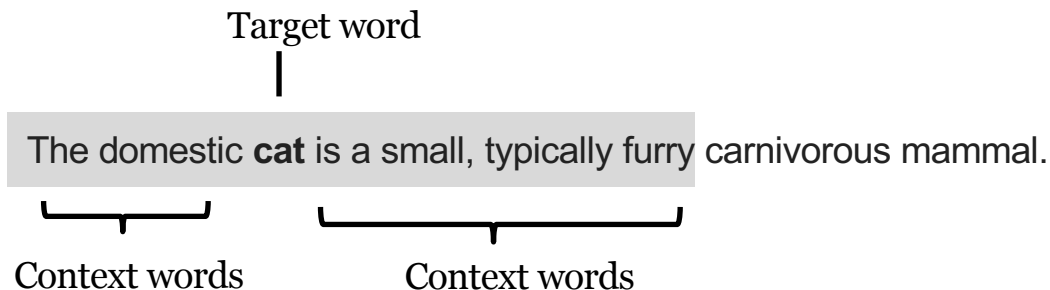 Target word
The domestic cat is a small, typically furry carnivorous mammal.
Context words Context words